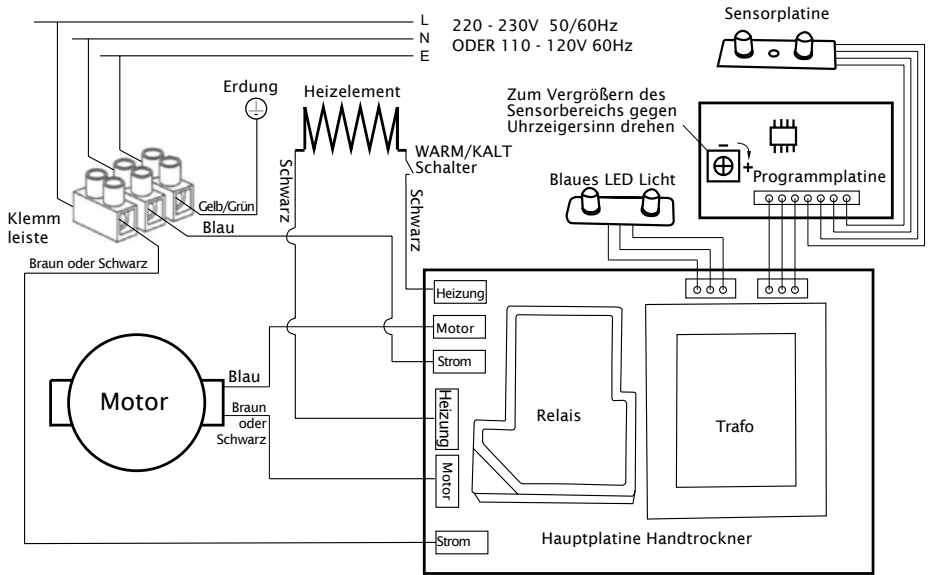 L
N
E
220 - 230V 50/60Hz
ODER 110 - 120V 60Hz
Sensorplatine
Erdung
Heizelement
Zum Vergrößern des
Sensorbereichs gegen
Uhrzeigersinn drehen
WARM/KALT
Schalter
Schwarz
Schwarz
Blaues LED Licht
−
+
Programmplatine
Klemm
leiste
Gelb/Grün
Blau
Braun oder Schwarz
Heizung
Motor
Strom
Heizung
Motor
Strom
Motor
Blau
Braun
oder
Schwarz
Relais
Trafo
Hauptplatine Handtrockner